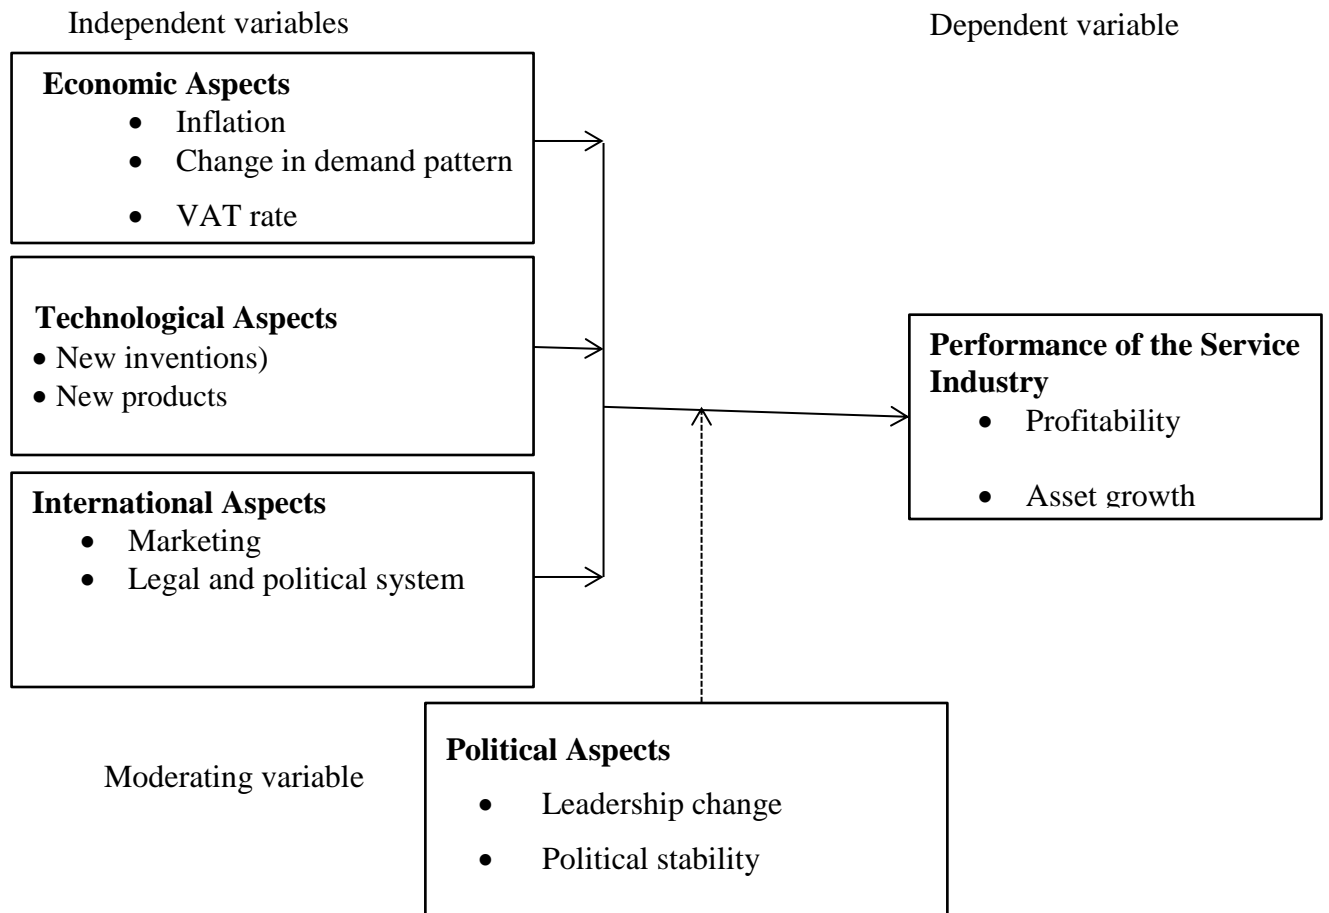 Independent variables
Dependent variable
Economic Aspects
• Inflation
• Change in demand pattern
• VAT rate
Technological Aspects
• New inventions)
• New products
International Aspects
• Marketing
• Legal and political system
Performance of the Service
Industry
• Profitability
• Asset growth
Moderating variable
Political Aspects
• Leadership change
• Political stability